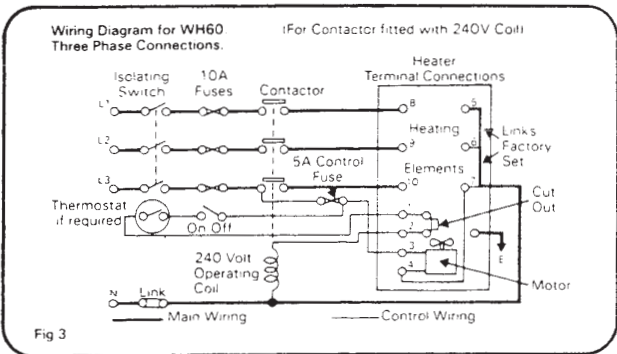 Wiring Diagram for WH60
Three Phase Connections.
(For Contactor fitted with 240V Coil)
Heater
Terminal Connections
Isolating
Switch
10A
Fuses
Contactor
L1
8
5
Links
Factory
Set
L2
9
Heating
6
5A Control
Fuse
Elements
L3
10
7
Cut
Out
Thermostat
if required
On Off
1
2
3
4
E
240 Volt
Operating
Coil
Motor
N
Link
Main Wiring
Control Wiring
Fig 3